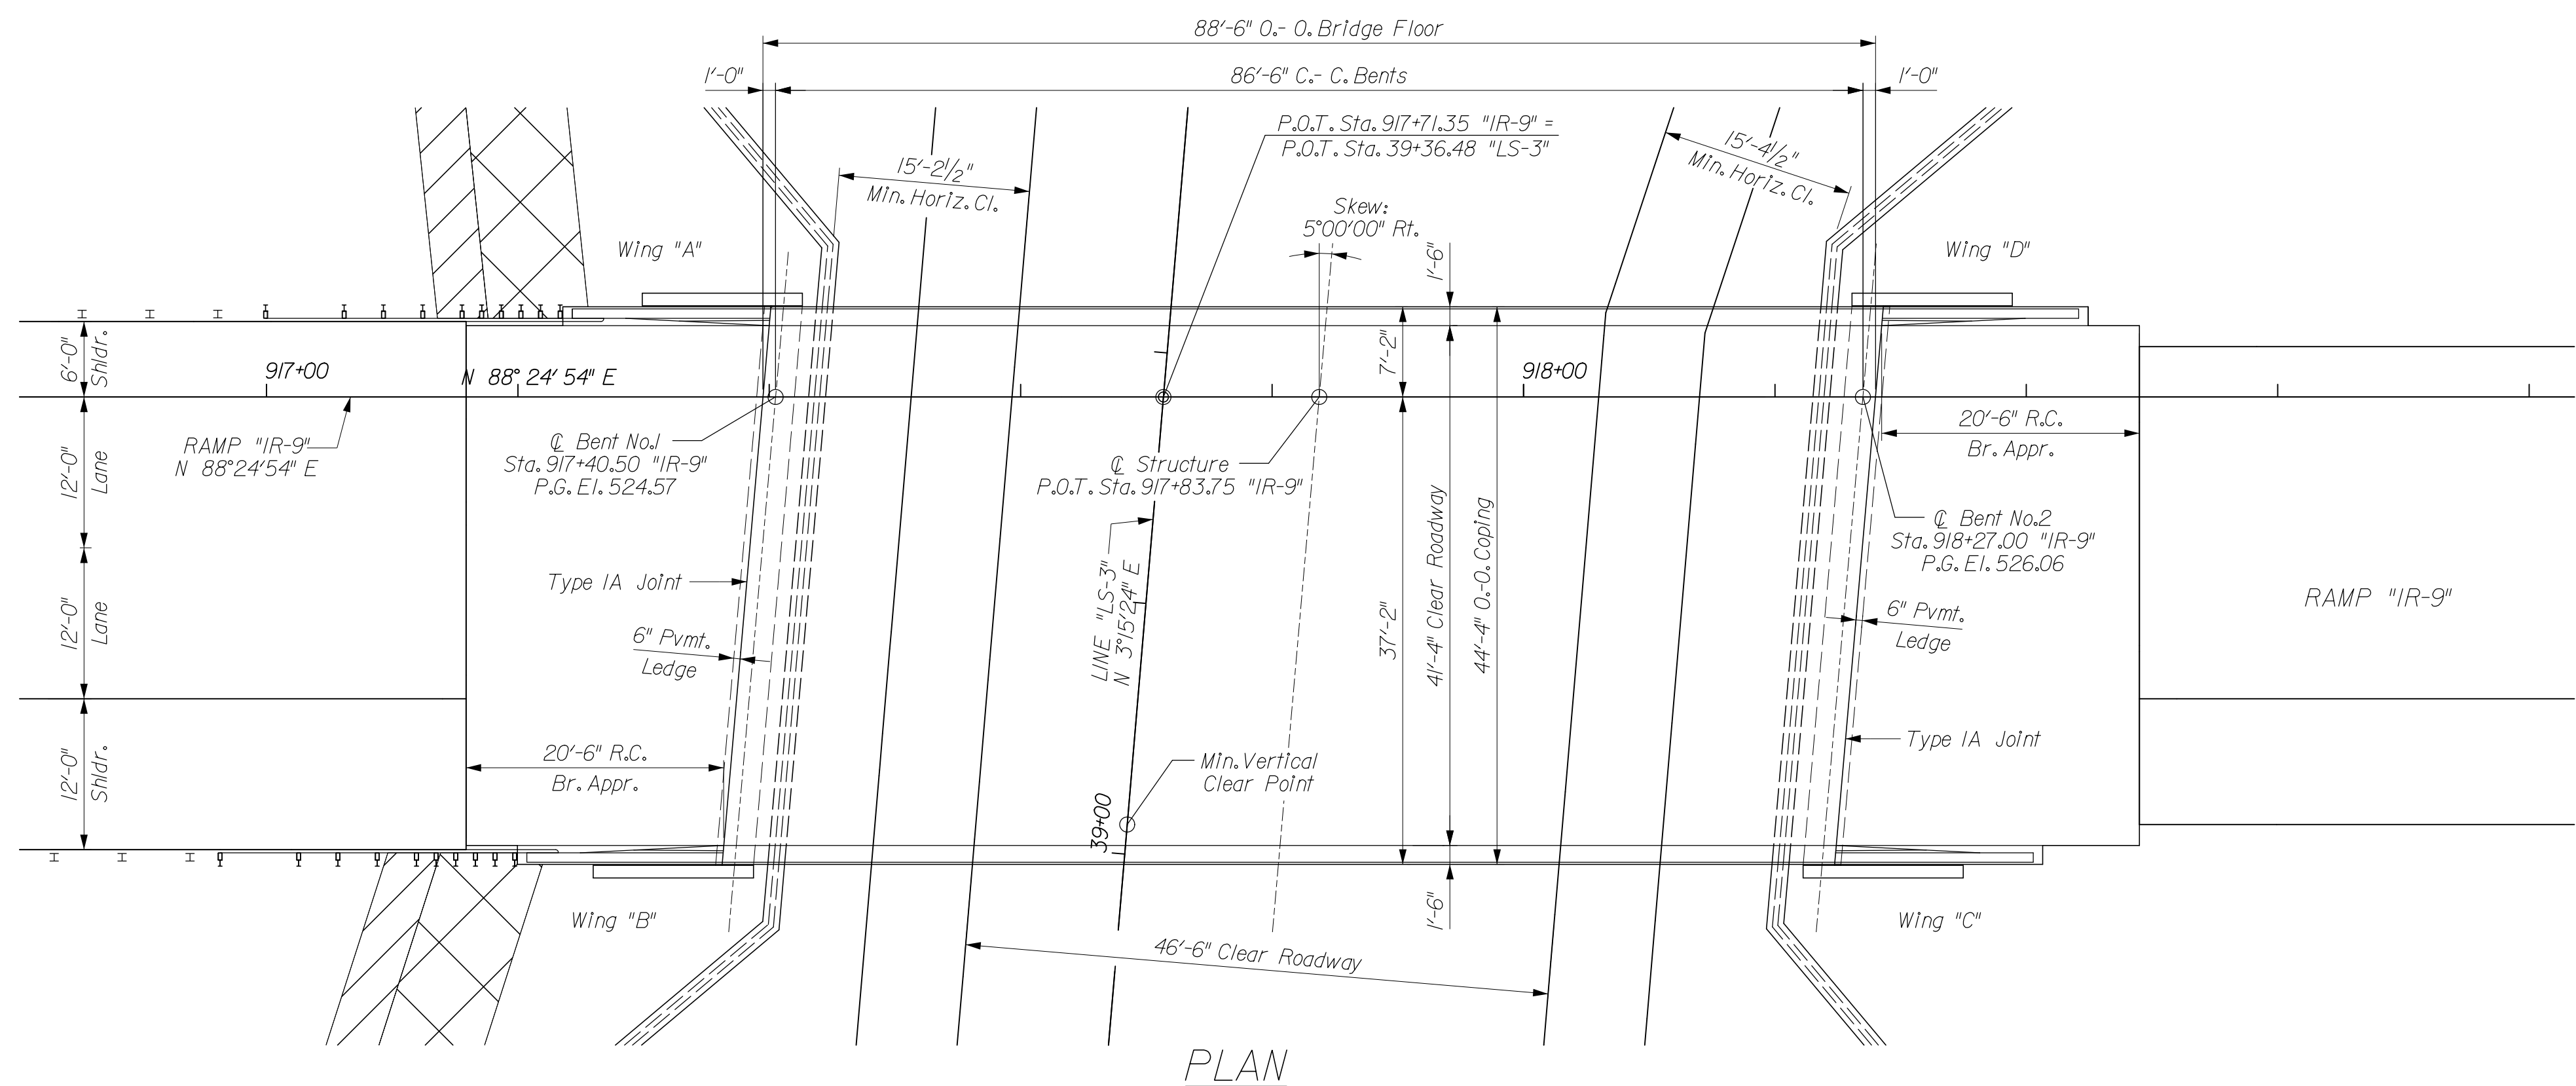 88'-6" O.- O. Bridge Floor
1'-0"
86'-6" C.- C. Bents
1'-0"
P.O.T. Sta. 917+71.35 "IR-9" =
P.O.T. Sta. 39+36.48 "LS-3"
15'-2 1/2"
Min. Horiz. Cl.
15'-4 1/2"
Min. Horiz. Cl.
Skew:
5°00'00" Rt.
Wing "A"
1'-6"
Wing "D"
6'-0"
Shldr.
917+00
N 88° 24' 54" E
7'-2"
918+00
RAMP "IR-9"
N 88°24'54" E
12'-0"
Lane
℄ Bent No.1
Sta. 917+40.50 "IR-9"
P.G. El. 524.57
℄ Structure
P.O.T. Sta. 917+83.75 "IR-9"
20'-6" R.C.
Br. Appr.
℄ Bent No.2
Sta. 918+27.00 "IR-9"
P.G. El. 526.06
Type IA Joint
LINE "LS-3"
N 3°15'24" E
37'-2"
41'-4" Clear Roadway
44'-4" O.-O. Coping
12'-0"
Lane
6" Pvmt.
Ledge
6" Pvmt.
Ledge
RAMP "IR-9"
12'-0"
Shldr.
20'-6" R.C.
Br. Appr.
Min. Vertical
Clear Point
Type IA Joint
39+00
Wing "B"
1'-6"
Wing "C"
46'-6" Clear Roadway
PLAN